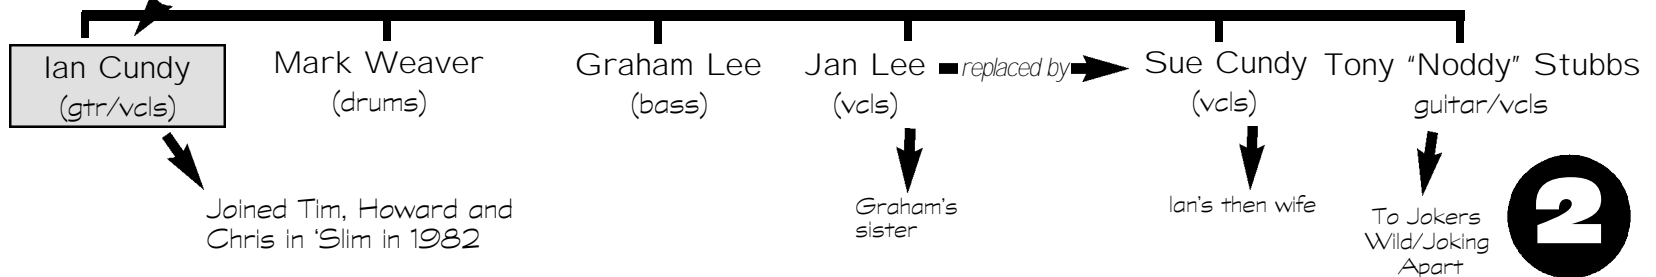 Ian Cundy
(gtr/vcls)
Mark Weaver
(drums)
Graham Lee
(bass)
Jan Lee
(vcls)
replaced by
Sue Cundy
(vcls)
Tony “Noddy” Stubbs
guitar/vcls
Joined Tim, Howard and
Chris in ‘Slim in 1982
Graham's
sister
Ian's then wife
To Jokers
Wild/Joking
Apart
2